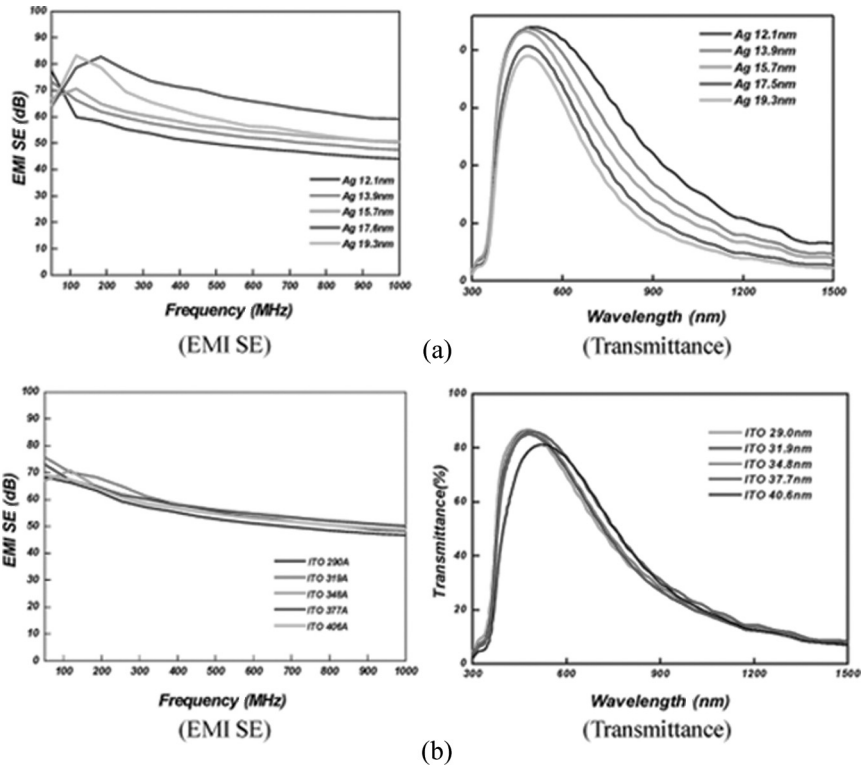 EMI SE (dB)
100
90
80
70
60
50
40
30
20
10
0
Ag 12.1nm
Ag 13.9nm
Ag 15.7nm
Ag 17.6nm
Ag 19.3nm
100 200 300 400 500 600 700 800 900 1000
Frequency (MHz)
(EMI SE)
0
0
0
0
0
Ag 12.1nm
Ag 13.9nm
Ag 15.7nm
Ag 17.5nm
Ag 19.3nm
300 600 900 1200 1500
Wavelength (nm)
(Transmittance)
(a)
EMI SE (dB)
100
90
80
70
60
50
40
30
20
10
0
ITO 290A
ITO 319A
ITO 348A
ITO 377A
ITO 406A
100 200 300 400 500 600 700 800 900 1000
Frequency (MHz)
(EMI SE)
Transmittance(%)
100
80
60
40
20
0
ITO 29.0nm
ITO 31.9nm
ITO 34.8nm
ITO 37.7nm
ITO 40.6nm
300 600 900 1200 1500
Wavelength (nm)
(Transmittance)
(b)